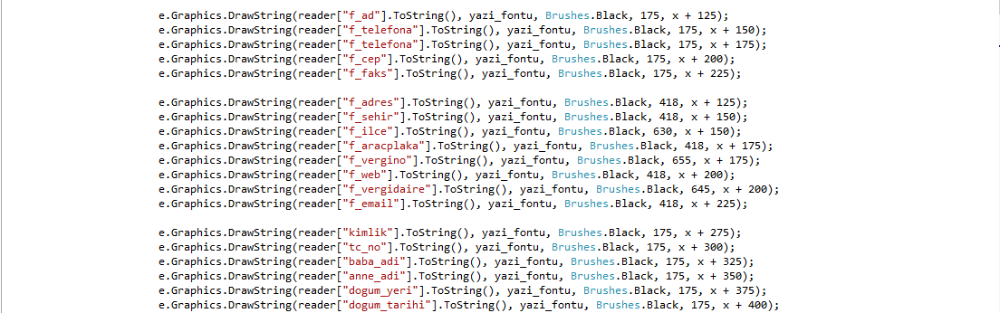 e.Graphics.DrawString(reader["f_ad"].ToString(), yazi_fontu, Brushes.Black, 175, x + 125);
e.Graphics.DrawString(reader["f_telefona"].ToString(), yazi_fontu, Brushes.Black, 175, x + 150);
e.Graphics.DrawString(reader["f_telefona"].ToString(), yazi_fontu, Brushes.Black, 175, x + 175);
e.Graphics.DrawString(reader["f_cep"].ToString(), yazi_fontu, Brushes.Black, 175, x + 200);
e.Graphics.DrawString(reader["f_faks"].ToString(), yazi_fontu, Brushes.Black, 175, x + 225);
e.Graphics.DrawString(reader["f_adres"].ToString(), yazi_fontu, Brushes.Black, 418, x + 125);
e.Graphics.DrawString(reader["f_sehir"].ToString(), yazi_fontu, Brushes.Black, 418, x + 150);
e.Graphics.DrawString(reader["f_ilce"].ToString(), yazi_fontu, Brushes.Black, 630, x + 150);
e.Graphics.DrawString(reader["f_aracplaka"].ToString(), yazi_fontu, Brushes.Black, 418, x + 175);
e.Graphics.DrawString(reader["f_vergino"].ToString(), yazi_fontu, Brushes.Black, 655, x + 175);
e.Graphics.DrawString(reader["f_web"].ToString(), yazi_fontu, Brushes.Black, 418, x + 200);
e.Graphics.DrawString(reader["f_vergidaire"].ToString(), yazi_fontu, Brushes.Black, 645, x + 200);
e.Graphics.DrawString(reader["f_email"].ToString(), yazi_fontu, Brushes.Black, 418, x + 225);
e.Graphics.DrawString(reader["kimlik"].ToString(), yazi_fontu, Brushes.Black, 175, x + 275);
e.Graphics.DrawString(reader["tc_no"].ToString(), yazi_fontu, Brushes.Black, 175, x + 300);
e.Graphics.DrawString(reader["baba_adi"].ToString(), yazi_fontu, Brushes.Black, 175, x + 325);
e.Graphics.DrawString(reader["anne_adi"].ToString(), yazi_fontu, Brushes.Black, 175, x + 350);
e.Graphics.DrawString(reader["dogum_yeri"].ToString(), yazi_fontu, Brushes.Black, 175, x + 375);
e.Graphics.DrawString(reader["dogum_tarihi"].ToString(), yazi_fontu, Brushes.Black, 175, x + 400);